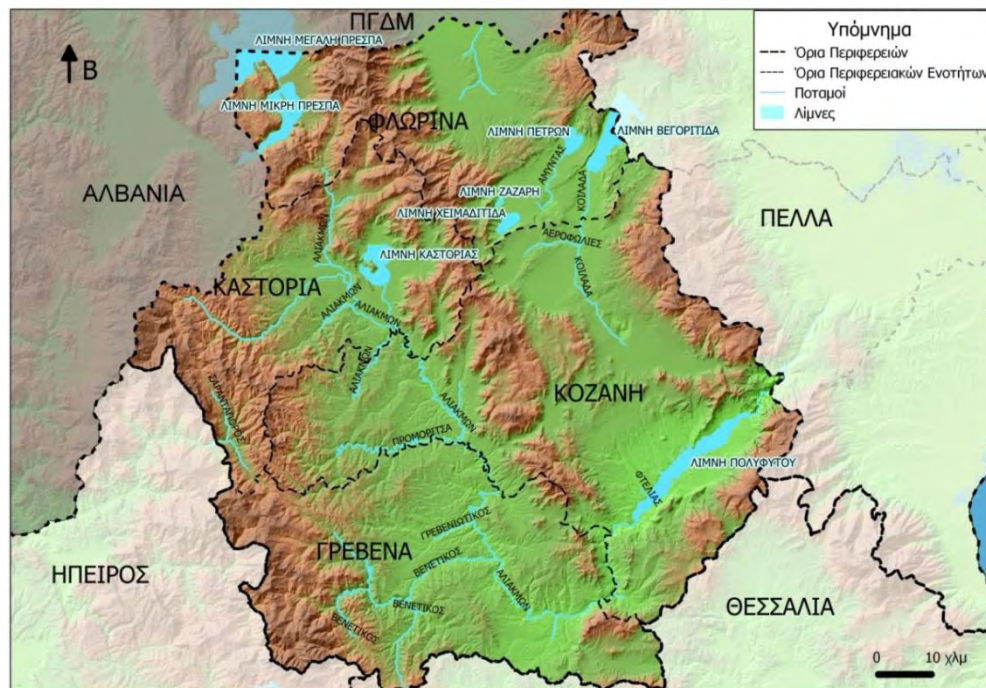 ΠΓΔΜ
Υπόμνημα
Όρια Περιφερειών
Όρια Περιφερειακών Ενοτήτων
Ποταμοί
Λίμνες
Β
ΛΙΜΝΗ ΜΕΓΑΛΗ ΠΡΕΣΠΑ
ΛΙΜΝΗ ΜΙΚΡΗ ΠΡΕΣΠΑ
ΦΛΩΡΙΝΑ
ΛΙΜΝΗ ΠΕΤΡΩΝ
ΛΙΜΝΗ ΒΕΓΟΡΙΤΙΔΑ
ΑΜΥΝΤΑΣ
ΚΟΙΛΑΔΑ
ΑΛΒΑΝΙΑ
ΛΙΜΝΗ ΖΑΖΑΡΗ
ΛΙΜΝΗ ΧΕΙΜΑΔΙΤΙΔΑ
ΠΕΛΛΑ
ΑΛΙΑΚΜΩΝ
ΑΕΡΟΦΩΛΙΕΣ
ΛΙΜΝΗ ΚΑΣΤΟΡΙΑΣ
ΚΟΙΛΑΔΑ
ΚΑΣΤΟΡΙΑ
ΑΛΙΑΚΜΩΝ
ΑΛΙΑΚΜΩΝ
ΑΛΙΑΚΜΩΝ
ΚΟΖΑΝΗ
ΑΛΙΑΚΜΩΝ
ΠΡΟΜΟΡΙΤΣΑ
ΛΙΜΝΗ ΠΟΛΥΦΥΤΟΥ
ΦΤΕΛΙΑΣ
ΓΡΕΒΕΝΙΩΤΙΚΟΣ
ΓΡΕΒΕΝΑ
ΒΕΝΕΤΙΚΟΣ
ΗΠΕΙΡΟΣ
ΑΛΙΑΚΜΩΝ
ΒΕΝΕΤΙΚΟΣ
ΒΕΝΕΤΙΚΟΣ
ΘΕΣΣΑΛΙΑ
0 10 χλμ